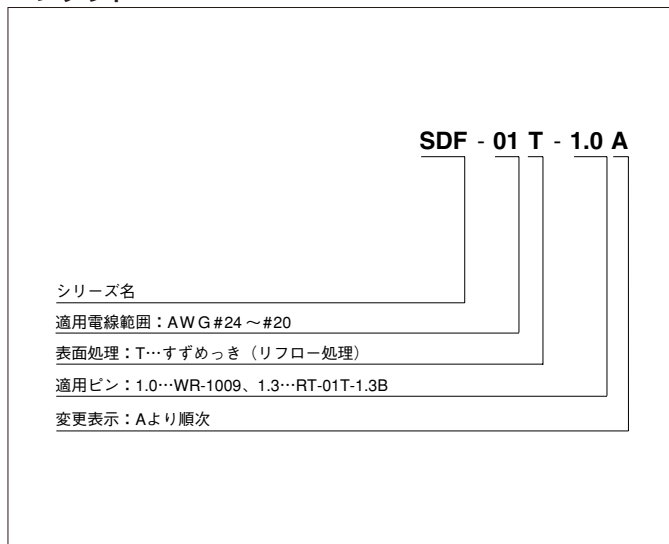 SDF - 01 T - 1.0 A
シリーズ名
適用電線範囲：AWG#24～#20
表面処理：T…すずめっき（リフロー処理）
適用ピン：1.0…WR-1009、1.3…RT-01T-1.3B
変更表示：Aより順次